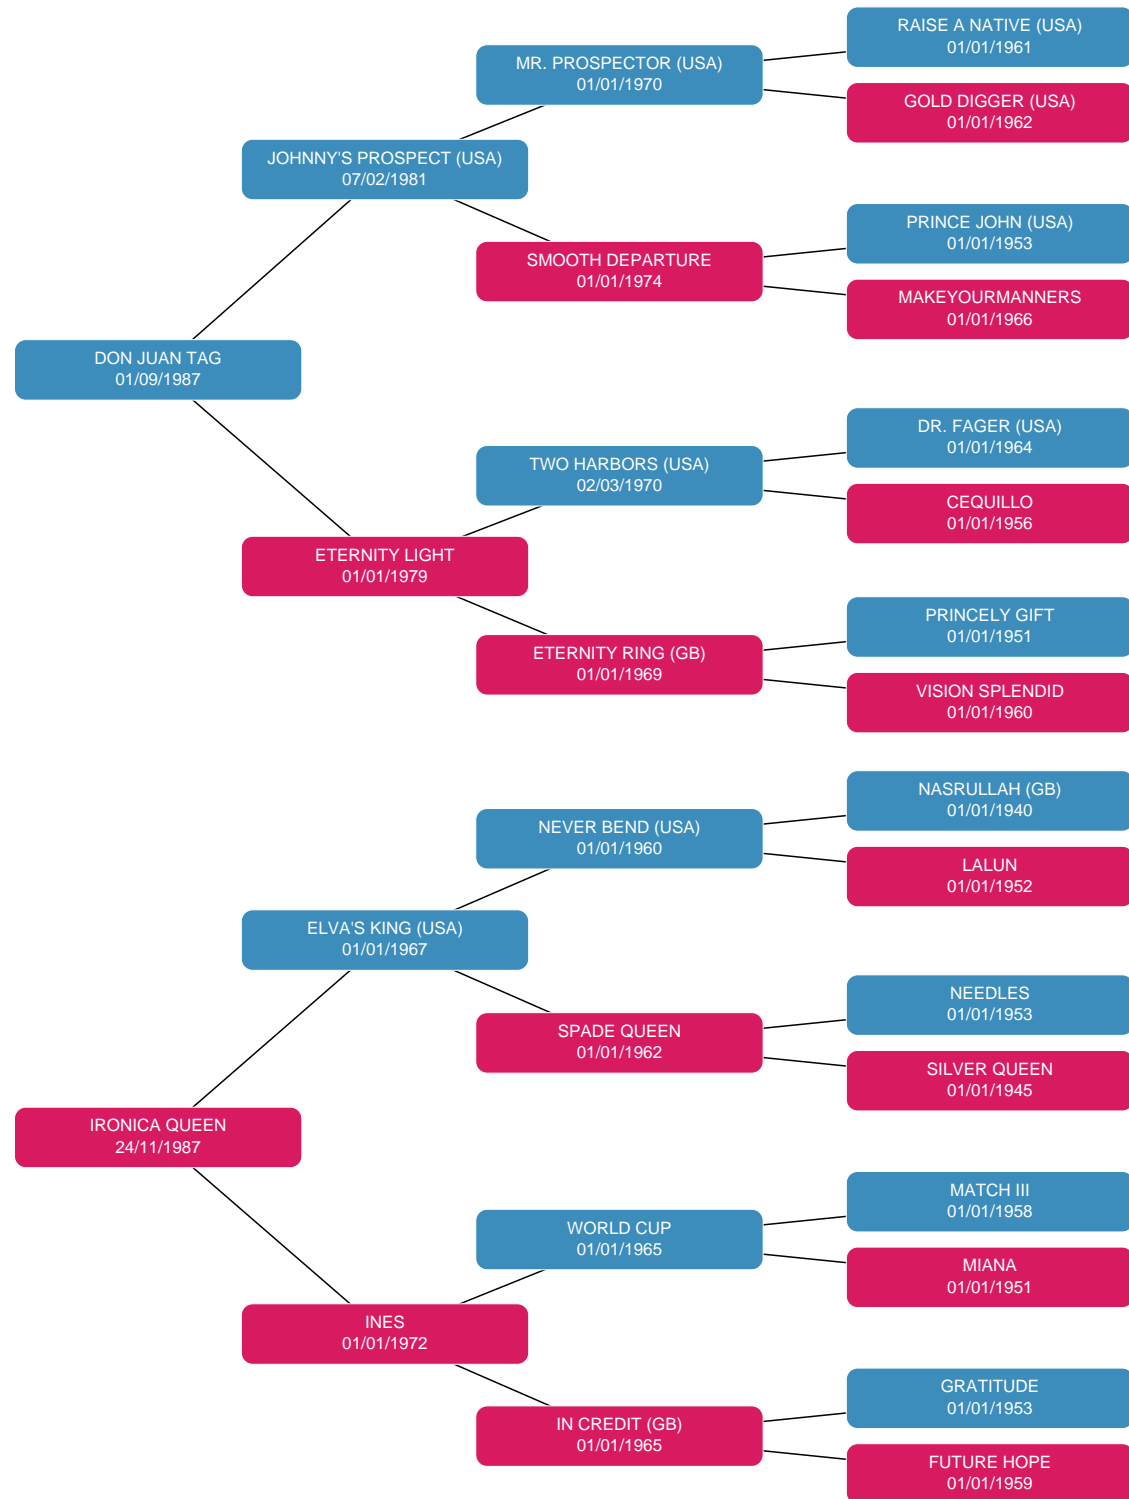 RAISE A NATIVE (USA)
01/01/1961
MR. PROSPECTOR (USA)
01/01/1970
GOLD DIGGER (USA)
01/01/1962
JOHNNY'S PROSPECT (USA)
07/02/1981
PRINCE JOHN (USA)
01/01/1953
SMOOTH DEPARTURE
01/01/1974
MAKEYOURMANNERS
01/01/1966
DON JUAN TAG
01/09/1987
DR. FAGER (USA)
01/01/1964
TWO HARBORS (USA)
02/03/1970
CEQUILLO
01/01/1956
ETERNITY LIGHT
01/01/1979
PRINCELY GIFT
01/01/1951
ETERNITY RING (GB)
01/01/1969
VISION SPLENDID
01/01/1960
NASRULLAH (GB)
01/01/1940
NEVER BEND (USA)
01/01/1960
LALUN
01/01/1952
ELVA'S KING (USA)
01/01/1967
NEEDLES
01/01/1953
SPADE QUEEN
01/01/1962
SILVER QUEEN
01/01/1945
IRONICA QUEEN
24/11/1987
MATCH III
01/01/1958
WORLD CUP
01/01/1965
MIANA
01/01/1951
INES
01/01/1972
GRATITUDE
01/01/1953
IN CREDIT (GB)
01/01/1965
FUTURE HOPE
01/01/1959